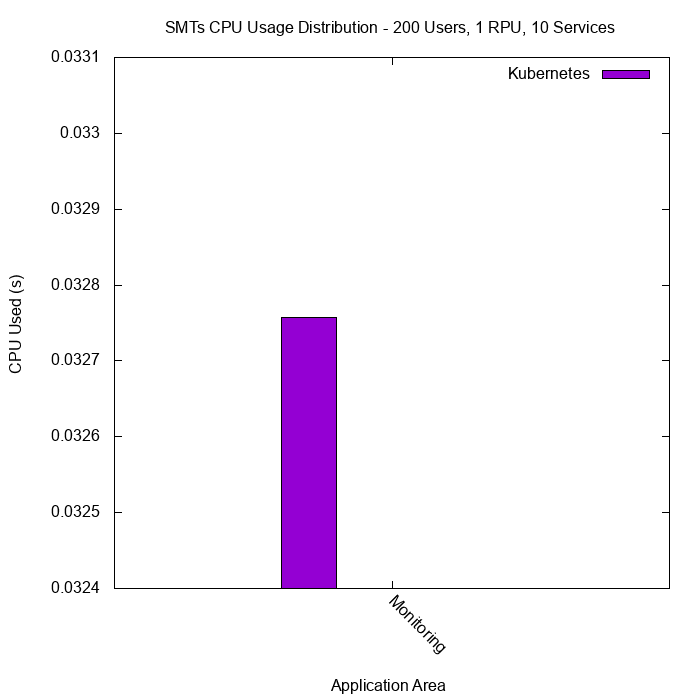 SMTs CPU Usage Distribution - 200 Users, 1 RPU, 10 Services
Kubernetes
0.0331
0.033
0.0329
0.0328
0.0327
0.0326
0.0325
0.0324
CPU Used (s)
Monitoring
Application Area